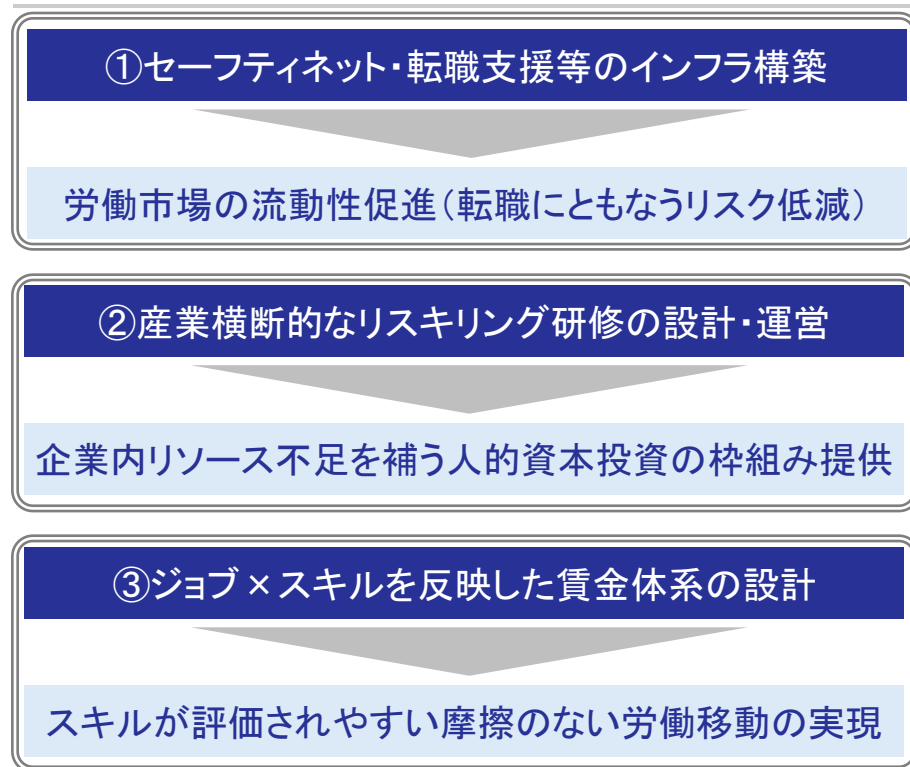 ①セーフティネット・転職支援等のインフラ構築
労働市場の流動性促進（転職にともなうリスク低減）
②産業横断的なリスキリング研修の設計・運営
企業内リソース不足を補う人的資本投資の枠組み提供
③ジョブ×スキルを反映した賃金体系の設計
スキルが評価されやすい摩擦のない労働移動の実現